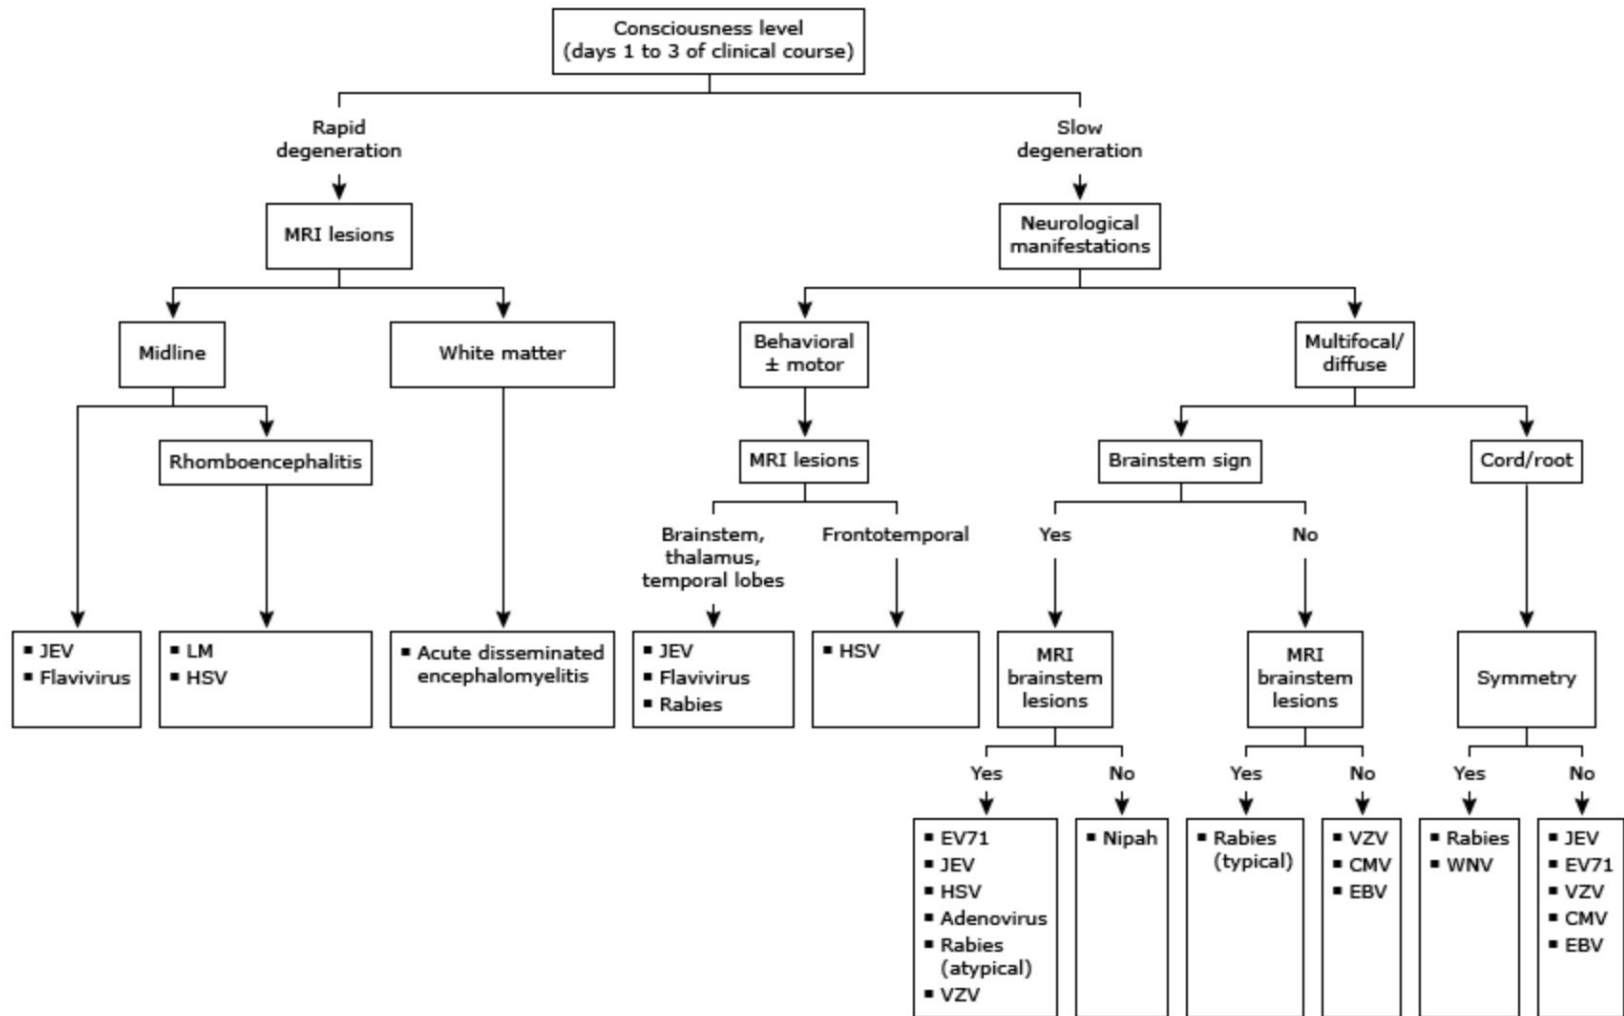 Consciousness level
(days 1 to 3 of clinical course)
Rapid
degeneration
Slow
degeneration
MRI lesions
Neurological
manifestations
Midline
White matter
Behavioral
± motor
Multifocal/
diffuse
Rhomboencephalitis
MRI lesions
Brainstem sign
Cord/root
Brainstem,
thalamus,
temporal lobes
Frontotemporal
Yes
No
▪ JEV
▪ Flavivirus
▪ LM
▪ HSV
▪ Acute disseminated
encephalomyelitis
▪ JEV
▪ Flavivirus
▪ Rabies
▪ HSV
MRI
brainstem
lesions
MRI
brainstem
lesions
Symmetry
Yes
No
Yes
No
Yes
No
▪ EV71
▪ JEV
▪ HSV
▪ Adenovirus
▪ Rabies
(atypical)
▪ VZV
▪ Nipah
▪ Rabies
(typical)
▪ VZV
▪ CMV
▪ EBV
▪ Rabies
▪ WNV
▪ JEV
▪ EV71
▪ VZV
▪ CMV
▪ EBV